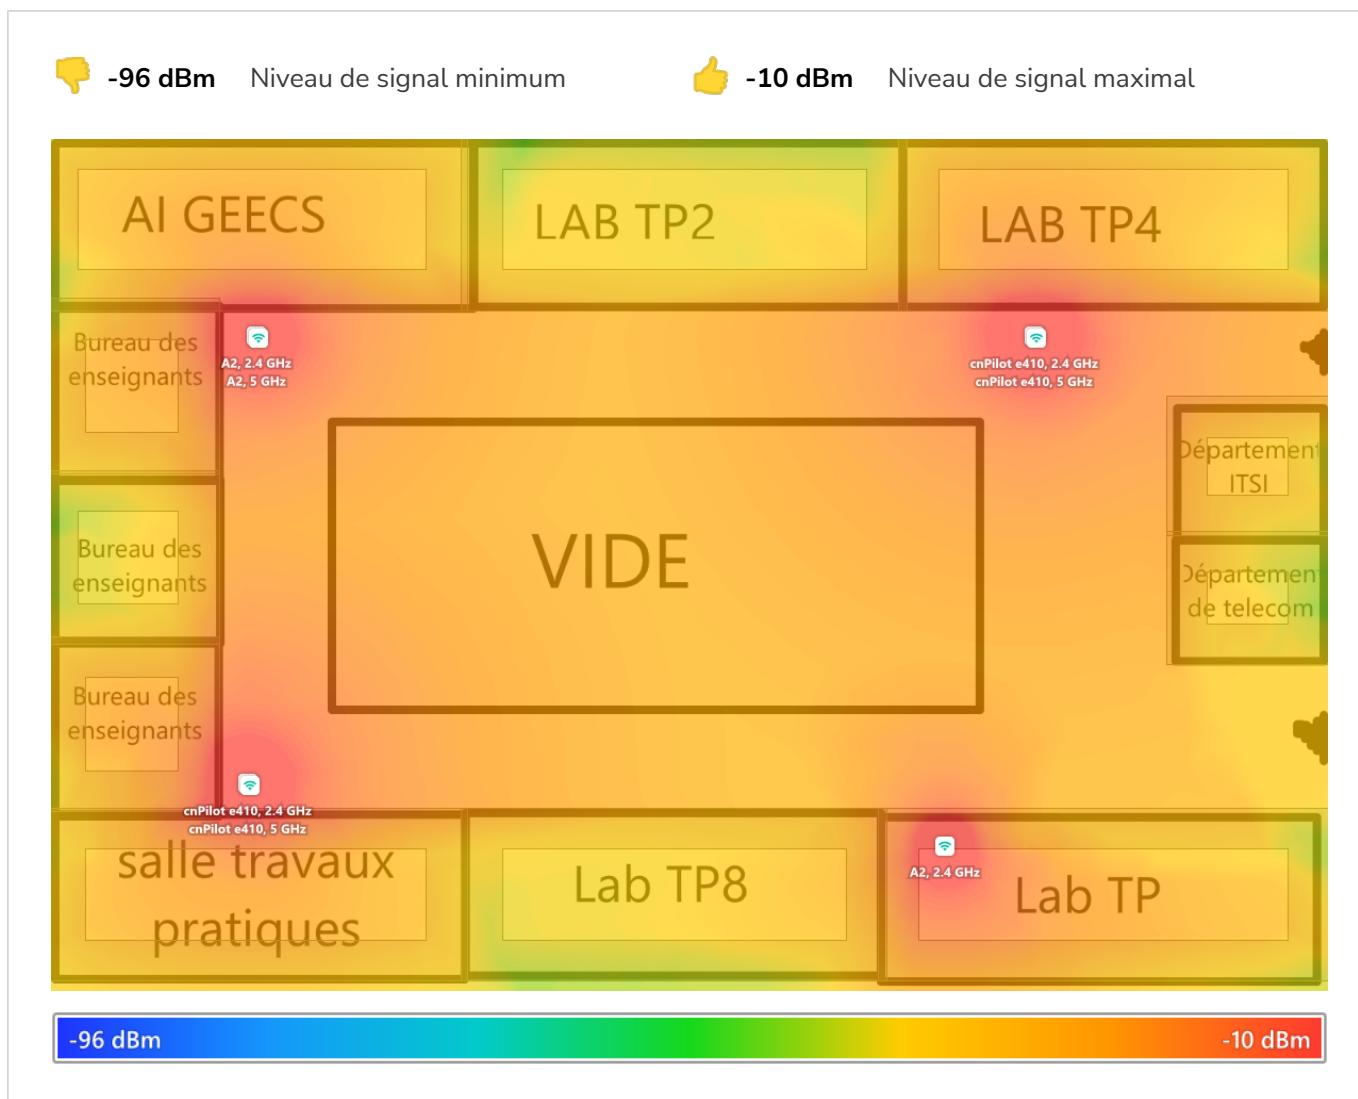 -96 dBm Niveau de signal minimum -10 dBm Niveau de signal maximal
AI GEECS
LAB TP2
LAB TP4
Bureau des
enseignants
A2, 2.4 GHz
A2, 5 GHz
cnPilot e410, 2.4 GHz
cnPilot e410, 5 GHz
Département
ITSI
VIDE
Bureau des
enseignants
Département
de telecom
Bureau des
enseignants
cnPilot e410, 2.4 GHz
cnPilot e410, 5 GHz
salle travaux
pratiques
Lab TP8
A2, 2.4 GHz
Lab TP
-96 dBm -10 dBm